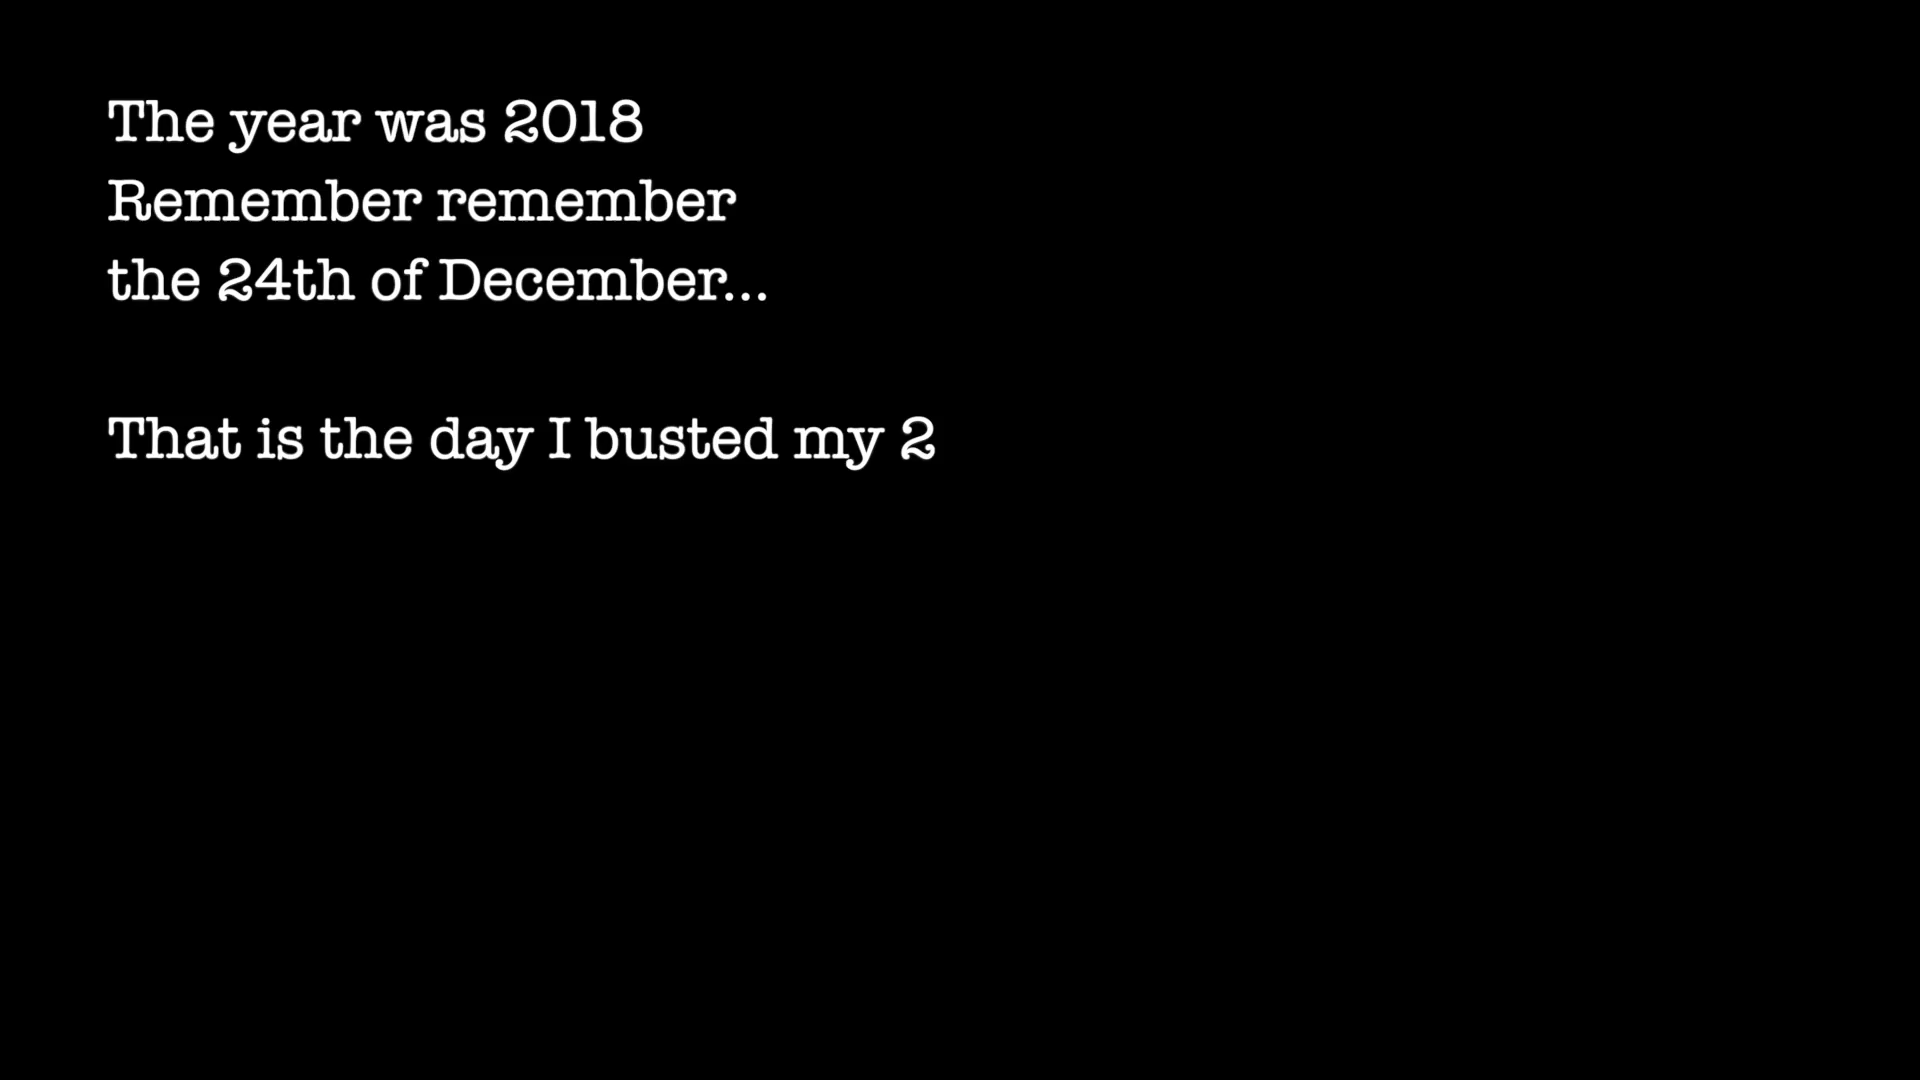 The year was 2018
Remember remember
the 24th of December...
That is the day I busted my 2